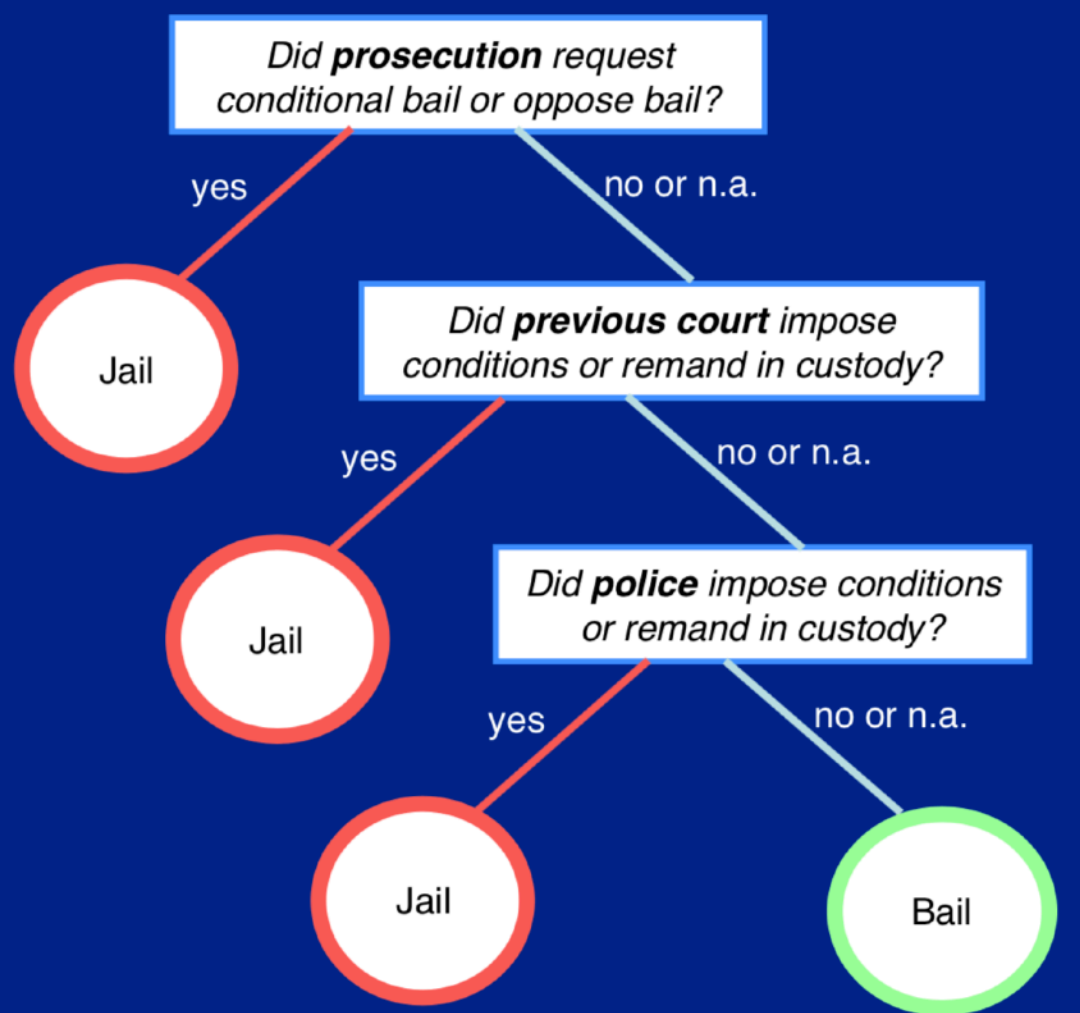 Did prosecution request
conditional bail or oppose bail?
yes
no or n.a.
Jail
Did previous court impose
conditions or remand in custody?
yes
no or n.a.
Jail
Did police impose conditions
or remand in custody?
yes
no or n.a.
Jail
Bail